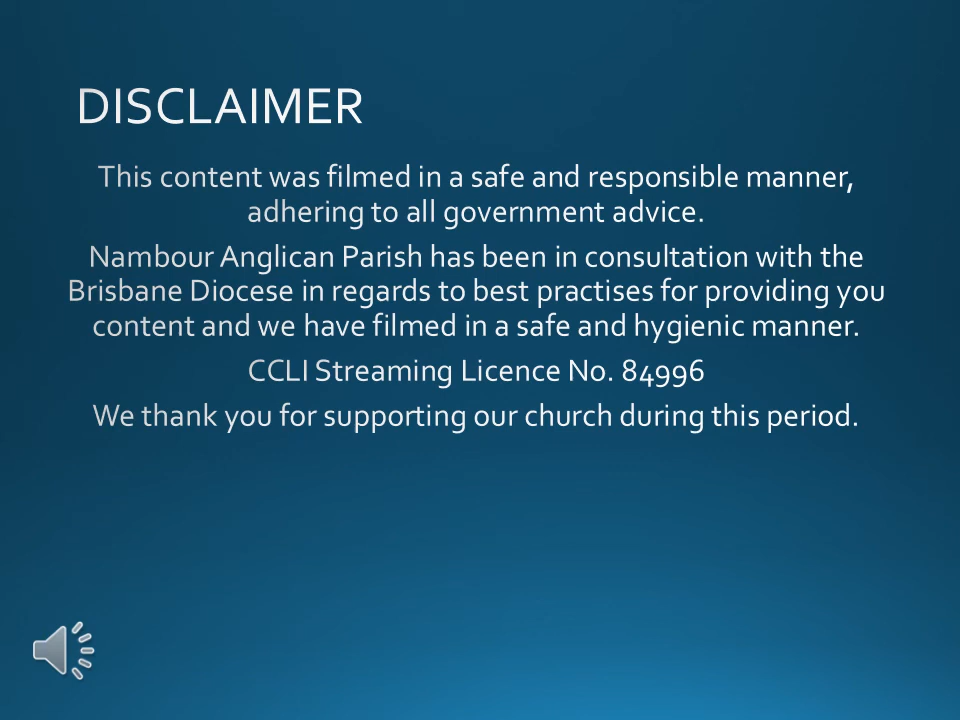 DISCLAIMER
This content was filmed in a safe and responsible manner,
adhering to all government advice.
Nambour Anglican Parish has been in consultation with the
Brisbane Diocese in regards to best practises for providing you
content and we have filmed in a safe and hygienic manner.
CCLI Streaming Licence No. 84996
We thank you for supporting our church during this period.